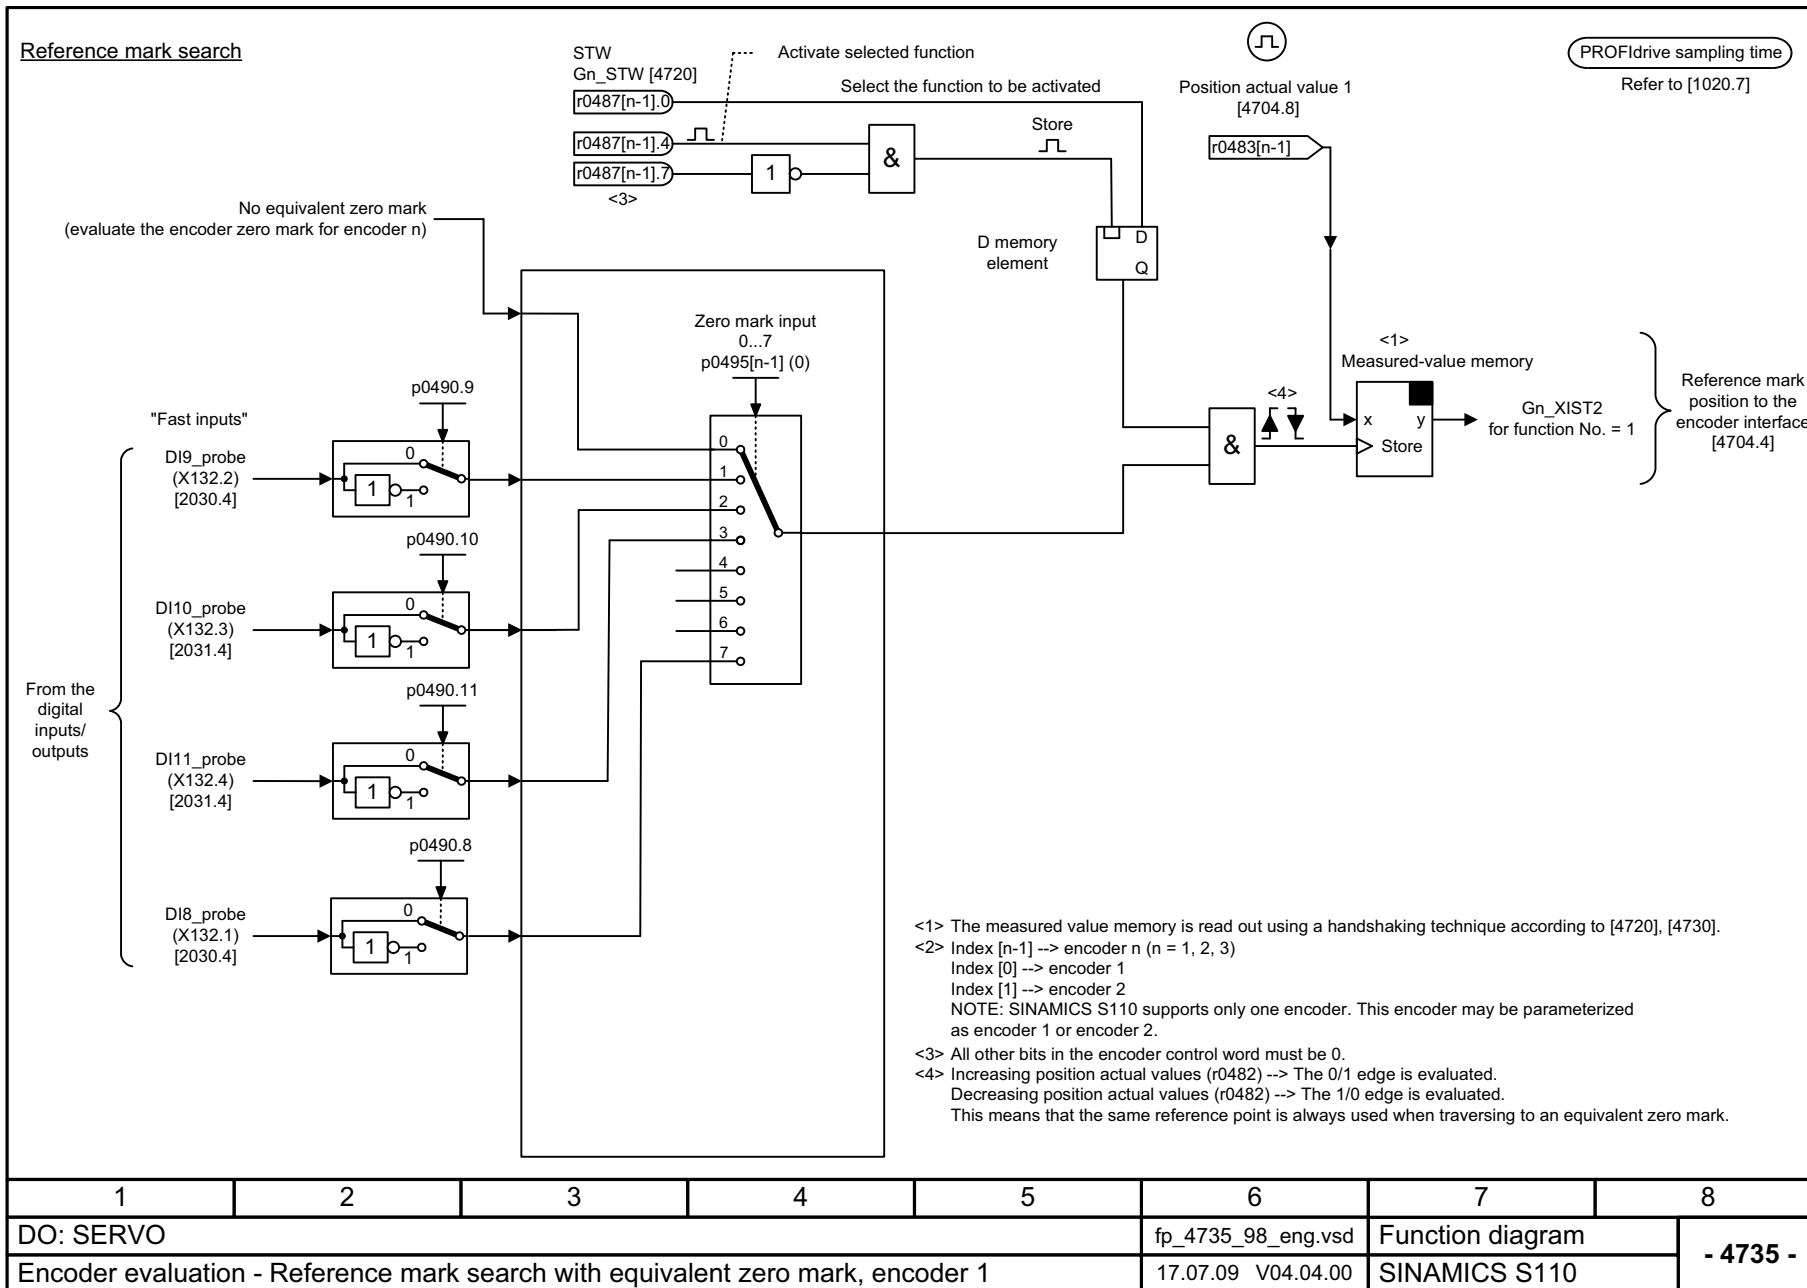 Reference mark search
STW
Gn_STW [4720]
Activate selected function
Select the function to be activated
r0487[n-1].0
r0487[n-1].4
r0487[n-1].7
<3>
1
&
Store
Position actual value 1
[4704.8]
r0483[n-1]
PROFIdrive sampling time
Refer to [1020.7]
No equivalent zero mark
(evaluate the encoder zero mark for encoder n)
D memory
element
D
Q
Zero mark input
0...7
p0495[n-1] (0)
0
1
2
3
4
5
6
7
<4>
&
<1>
Measured-value memory
x
y
Store
Gn_XIST2
for function No. = 1
Reference mark
position to the
encoder interface
[4704.4]
"Fast inputs"
From the
digital
inputs/
outputs
p0490.9
DI9_probe
(X132.2)
[2030.4]
0
1
1
p0490.10
DI10_probe
(X132.3)
[2031.4]
0
1
1
p0490.11
DI11_probe
(X132.4)
[2031.4]
0
1
1
p0490.8
DI8_probe
(X132.1)
[2030.4]
0
1
1
<1> The measured value memory is read out using a handshaking technique according to [4720], [4730].
<2> Index [n-1] --> encoder n (n = 1, 2, 3)
Index [0] --> encoder 1
Index [1] --> encoder 2
NOTE: SINAMICS S110 supports only one encoder. This encoder may be parameterized
as encoder 1 or encoder 2.
<3> All other bits in the encoder control word must be 0.
<4> Increasing position actual values (r0482) --> The 0/1 edge is evaluated.
Decreasing position actual values (r0482) --> The 1/0 edge is evaluated.
This means that the same reference point is always used when traversing to an equivalent zero mark.
1 2 3 4 5 6 7 8
DO: SERVO
fp_4735_98_eng.vsd
Function diagram
- 4735 -
Encoder evaluation - Reference mark search with equivalent zero mark, encoder 1
17.07.09 V04.04.00
SINAMICS S110